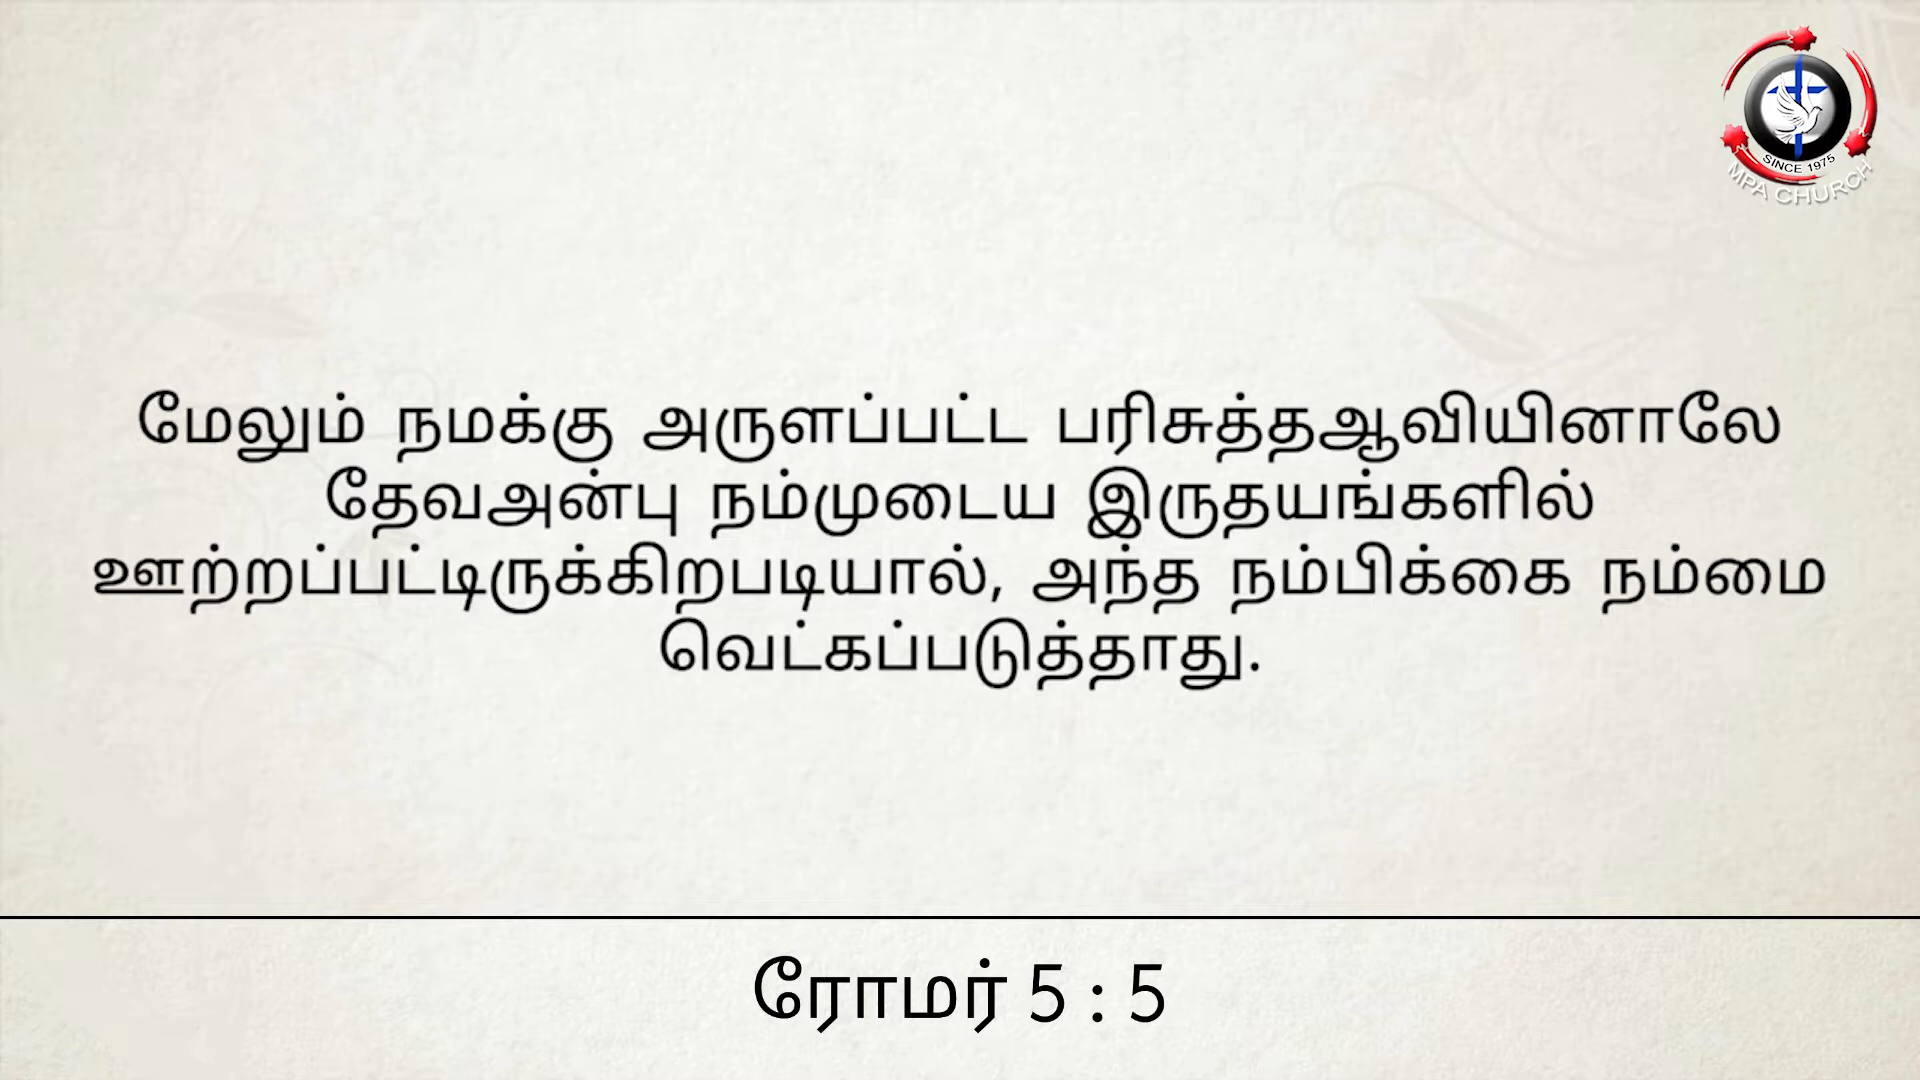 SINCE 1975
MPA CHURCH
மேலும் நமக்கு அருளப்பட்ட பரிசுத்தஆவியினாலே
தேவஅன்பு நம்முடைய இருதயங்களில்
ஊற்றப்பட்டிருக்கிறபடியால், அந்த நம்பிக்கை நம்மை
வெட்கப்படுத்தாது.
ரோமர் 5 : 5